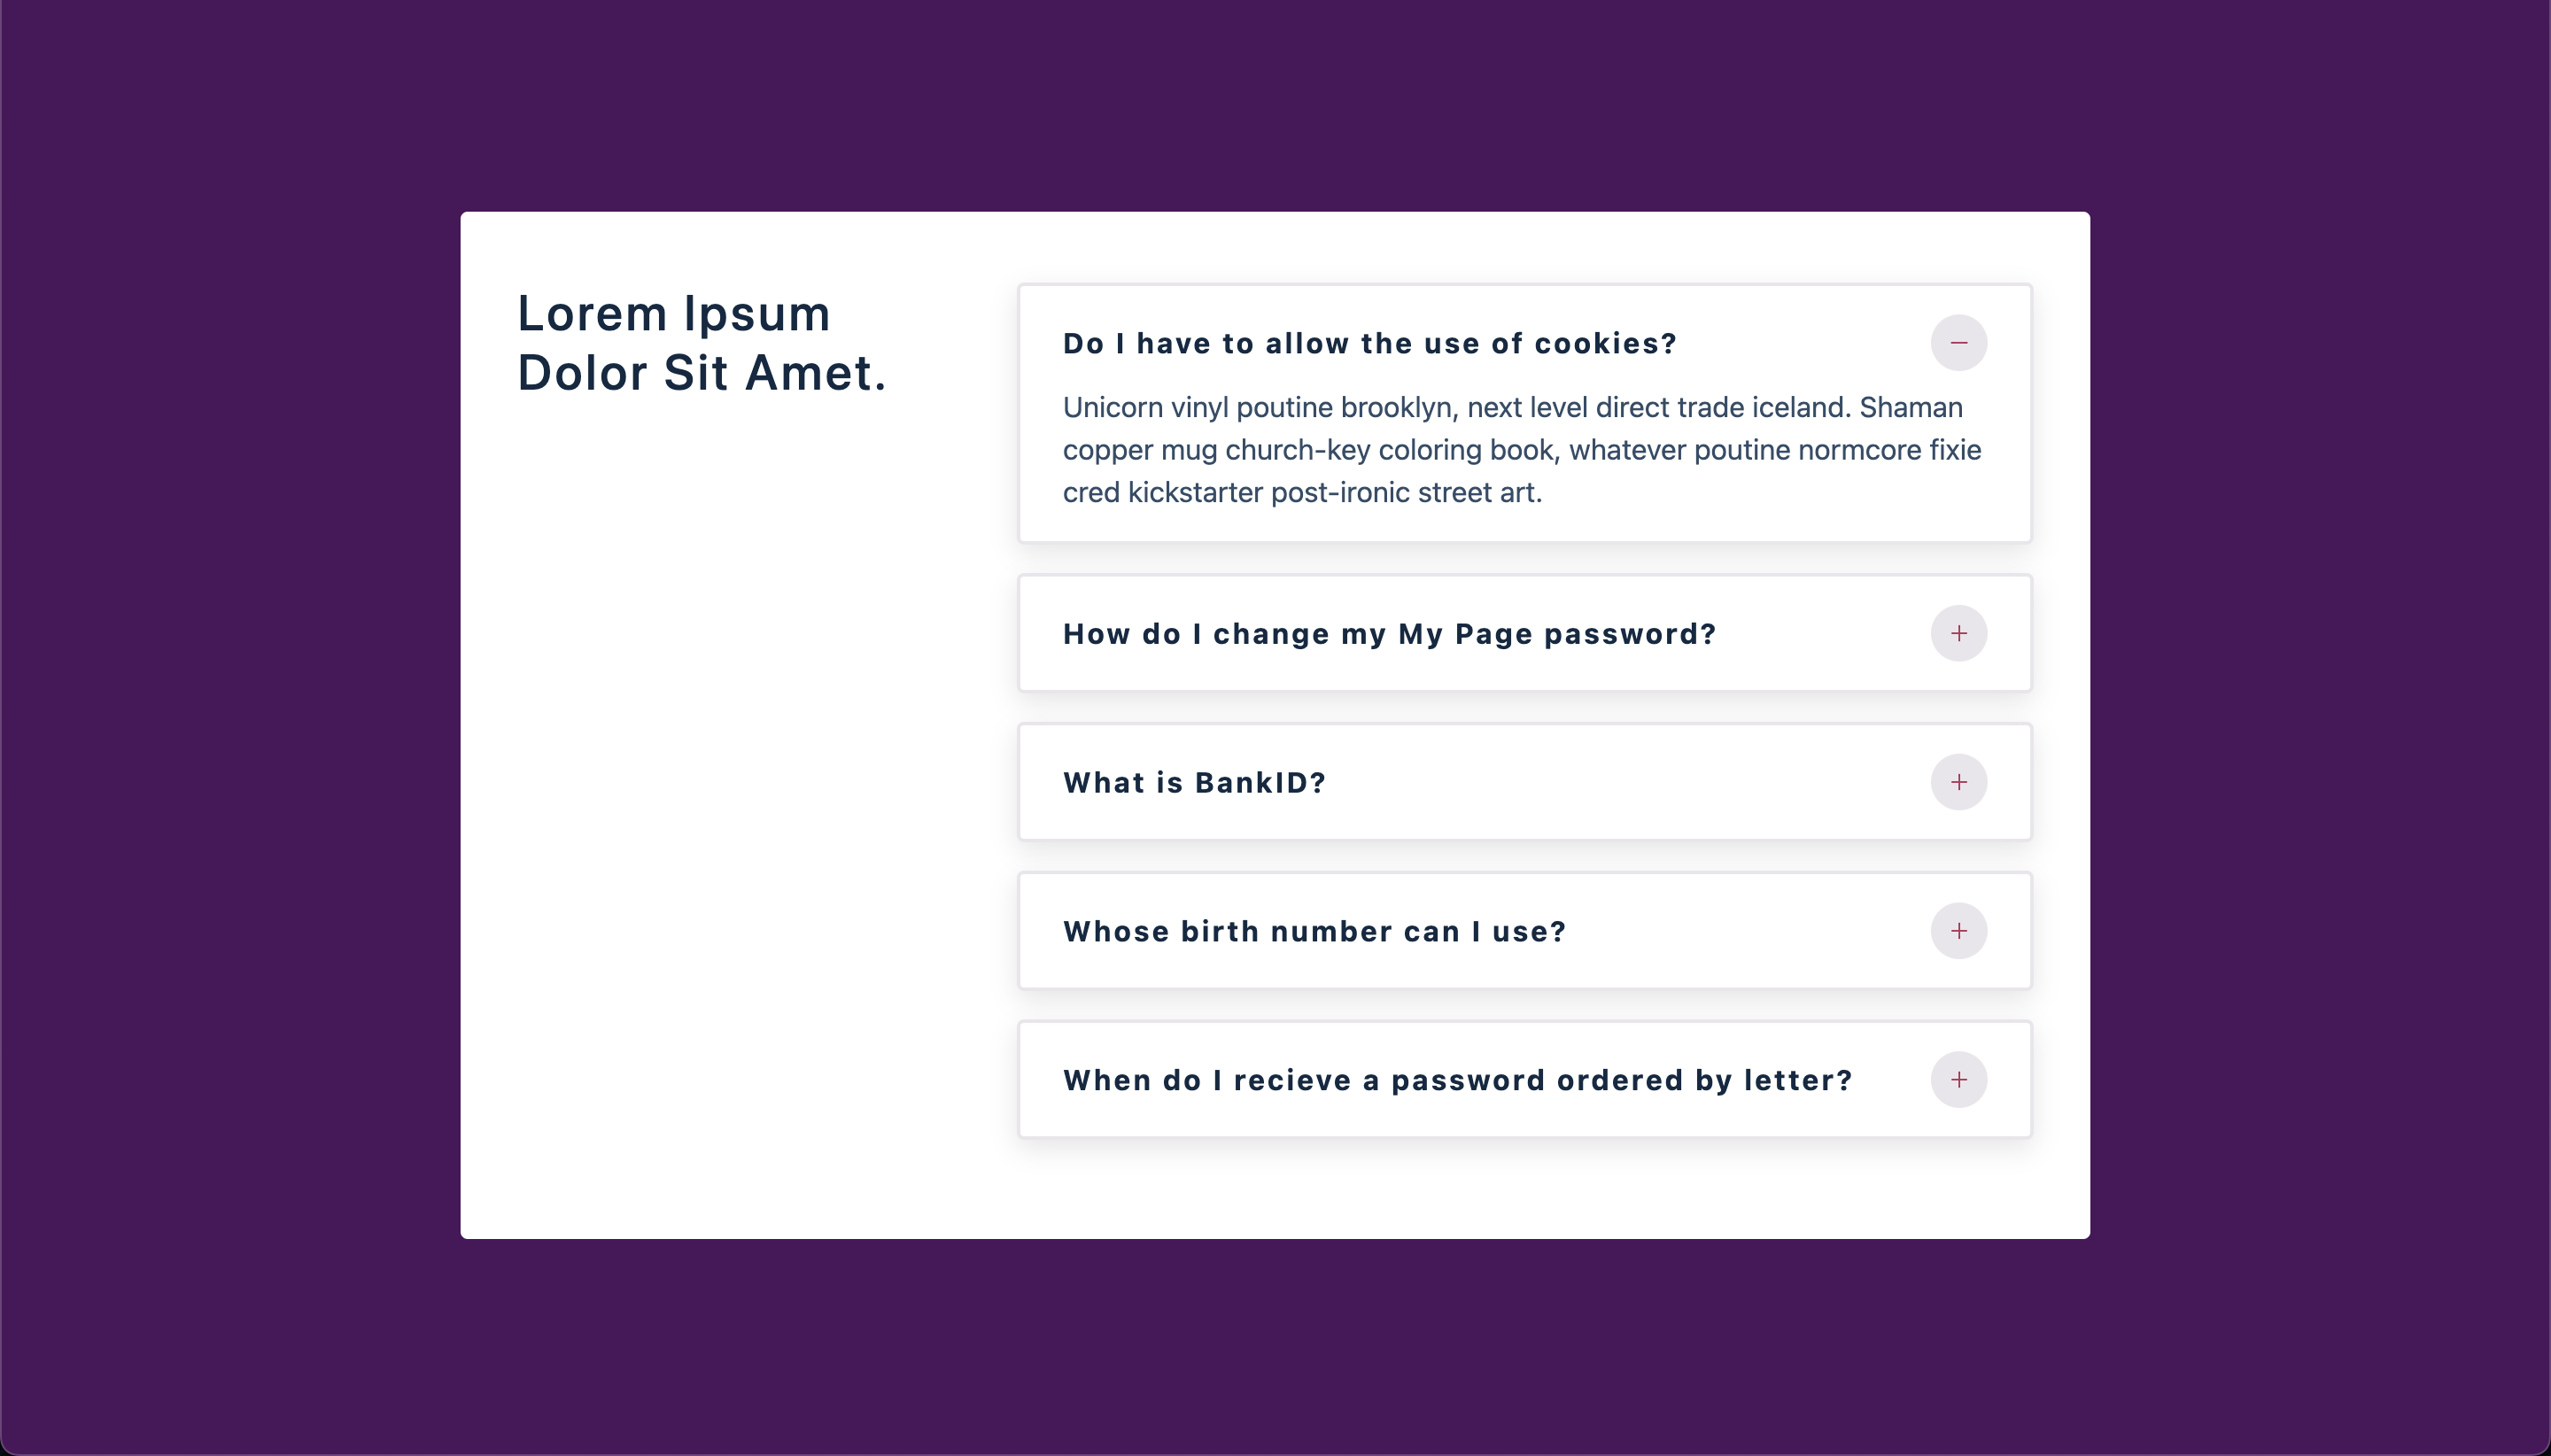 Lorem Ipsum
Dolor Sit Amet.
Do I have to allow the use of cookies?
Unicorn vinyl poutine brooklyn, next level direct trade iceland. Shaman
copper mug church-key coloring book, whatever poutine normcore fixie
cred kickstarter post-ironic street art.
How do I change my My Page password?
What is BankID?
Whose birth number can I use?
When do I recieve a password ordered by letter?